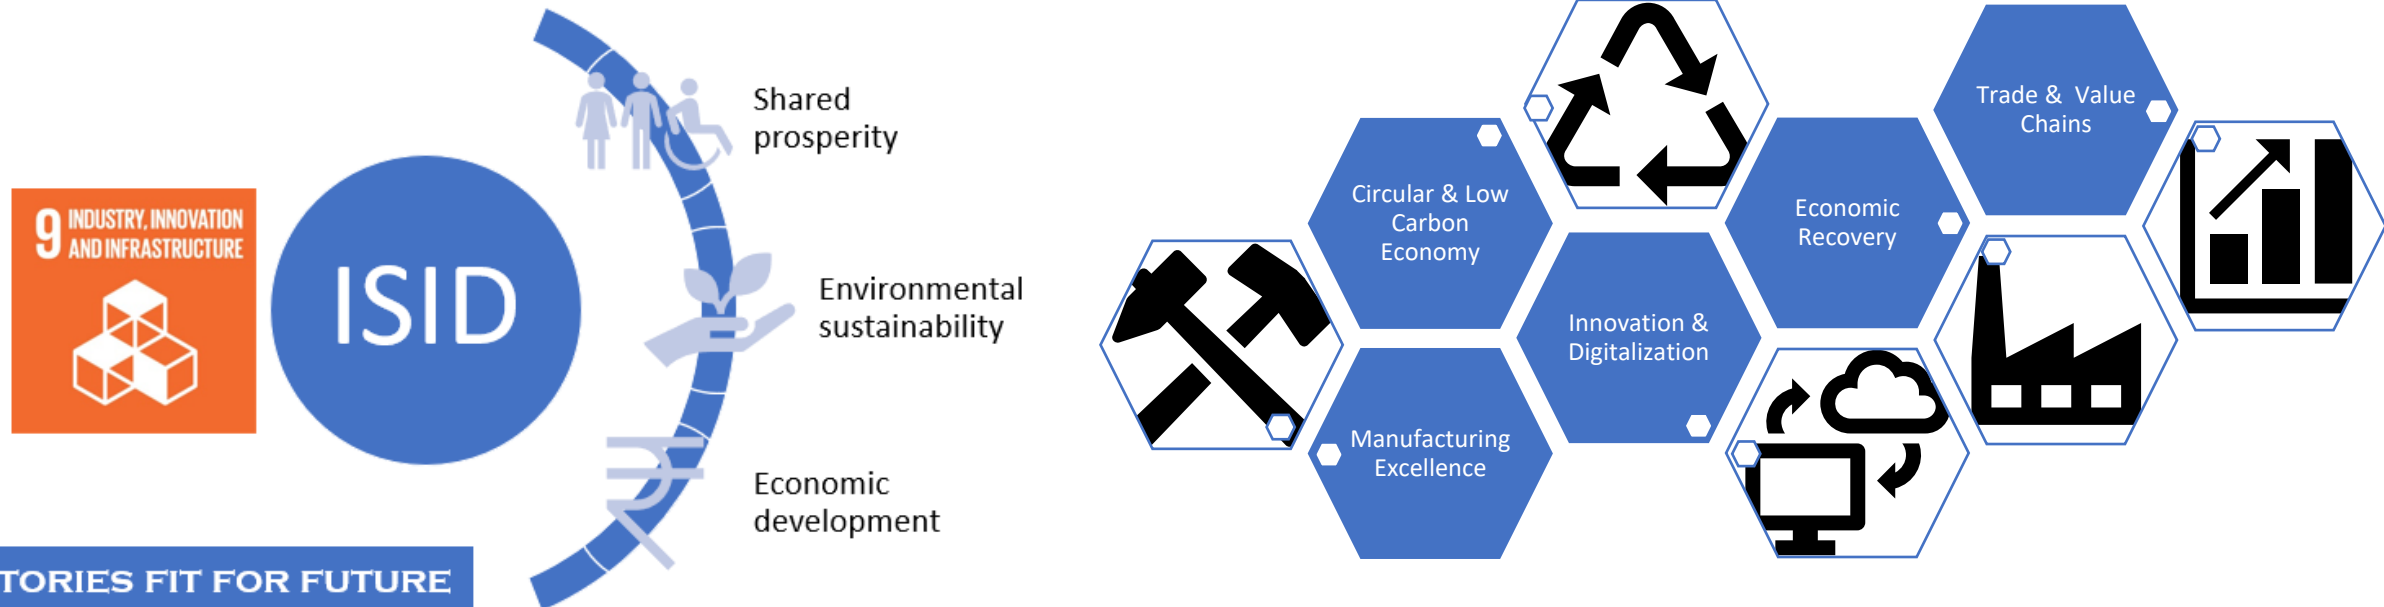 9 INDUSTRY, INNOVATION
AND INFRASTRUCTURE
ISID
Shared
prosperity
Environmental
sustainability
Economic
development
TORIES FIT FOR FUTURE
Circular & Low
Carbon
Economy
Manufacturing
Excellence
Innovation &
Digitalization
Economic
Recovery
Trade & Value
Chains